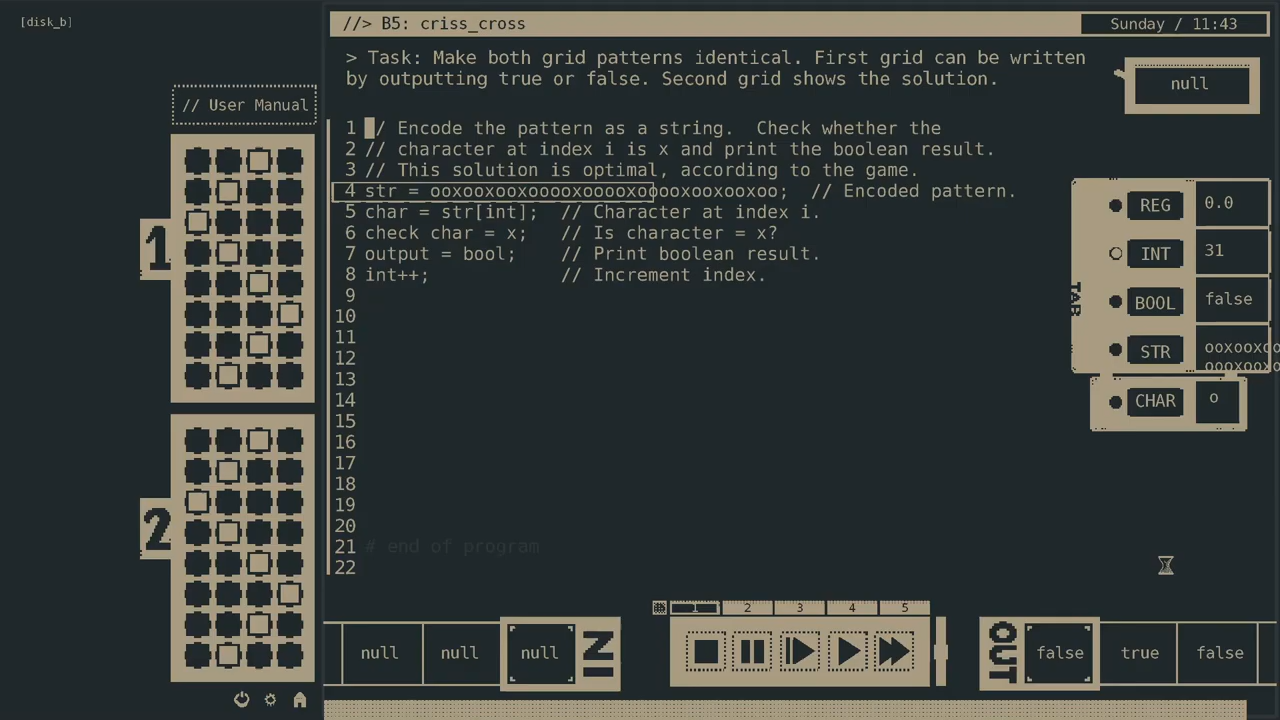 [disk_b]
//> B5: criss_cross
Sunday / 11:43
> Task: Make both grid patterns identical. First grid can be written
by outputting true or false. Second grid shows the solution.
null
// User Manual
1
2
1 // Encode the pattern as a string.  Check whether the
2 // character at index i is x and print the boolean result.
3 // This solution is optimal, according to the game.
4 str = ooxooxooxooooxooooxooooxooxooxoo;  // Encoded pattern.
5 char = str[int];  // Character at index i.
6 check char = x;   // Is character = x?
7 output = bool;    // Print boolean result.
8 int++;            // Increment index.
9
10
11
12
13
14
15
16
17
18
19
20
21 # end of program
22
TAB
REG 0.0
INT 31
BOOL false
STR ooxooxoo
ooooxooo
CHAR o
1 2 3 4 5
null null null IN
OUT false true false